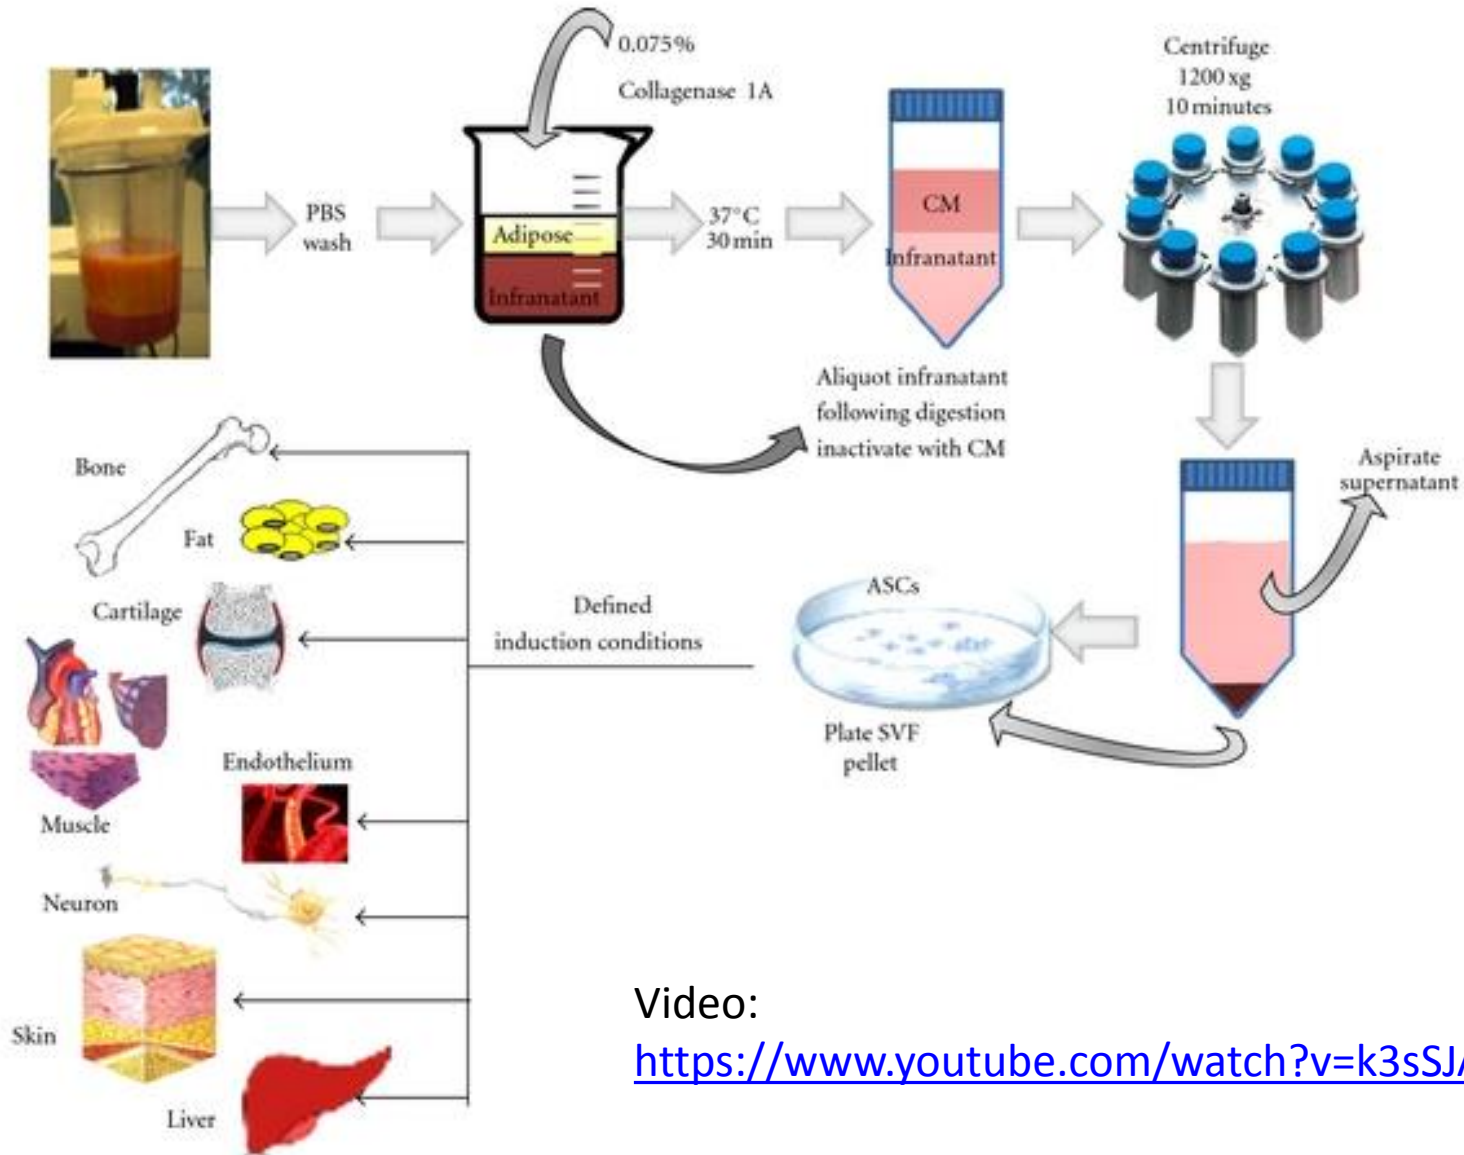 0.075%
Collagenase 1A
Centrifuge
1200 xg
10 minutes
PBS
wash
Adipose
Infranatant
37°C
30 min
CM
Infranatant
Aliquot infranatant
following digestion
inactivate with CM
Aspirate
supernatant
ASCs
Plate SVF
pellet
Defined
induction conditions
Bone
Fat
Cartilage
Muscle
Endothelium
Neuron
Skin
Liver
Video:
https://www.youtube.com/watch?v=k3sSJ